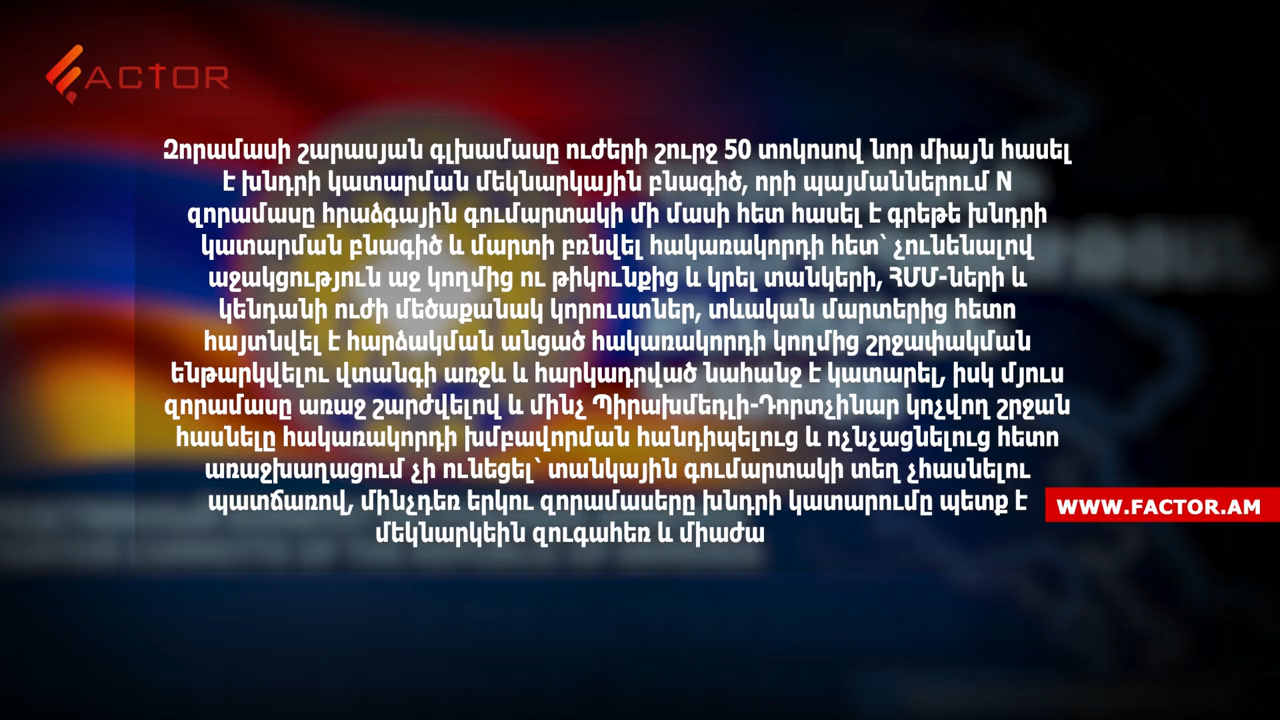 ACTOR
Զորամասի շարասյան գլխամասը ուժերի շուրջ 50 տոկոսով նոր միայն հասել
է խնդրի կատարման մեկնարկային բնագիծ, որի պայմաններում N
զորամասը հրաձգային գումարտակի մի մասի հետ հասել է գրեթե խնդրի
կատարման բնագիծ և մարտի բռնվել հակառակորդի հետ՝ չունենալով
աջակցություն աջ կողմից ու թիկունքից և կրել տանկերի, ՀՄՄ-ների և
կենդանի ուժի մեծաքանակ կորուստներ, տևական մարտերից հետո
հայտնվել է հարձակման անցած հակառակորդի կողմից շրջափակման
ենթարկվելու վտանգի առջև և հարկադրված նահանջ է կատարել, իսկ մյուս
զորամասը առաջ շարժվելով և մինչ Պիրախմեդլի-Դորտչինար կոչվող շրջան
հասնելը հակառակորդի խմբավորման հանդիպելուց և ոչնչացնելուց հետո
առաջխաղացում չի ունեցել՝ տանկային գումարտակի տեղ չհասնելու
պատճառով, մինչդեռ երկու զորամասերը խնդրի կատարումը պետք է
մեկնարկեին զուգահեռ և միաժա
WWW.FACTOR.AM